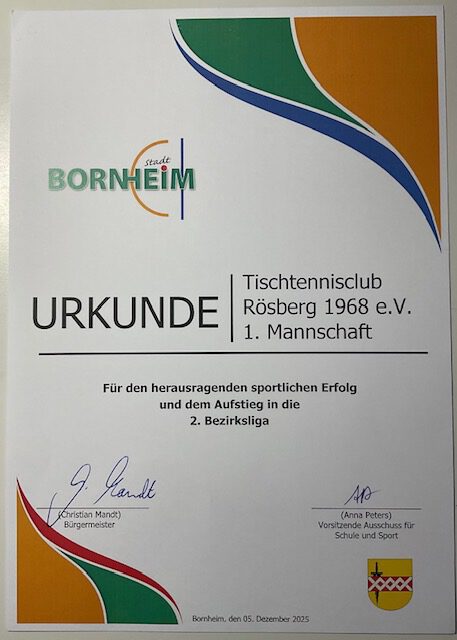 stadt
BORNHEiM
URKUNDE
Tischtennisclub
Rösberg 1968 e.V.
1. Mannschaft
Für den herausragenden sportlichen Erfolg
und dem Aufstieg in die
2. Bezirksliga
(Christian Mandt)
Bürgermeister
(Anna Peters)
Vorsitzende Ausschuss für
Schule und Sport
Bornheim, den 05. Dezember 2025